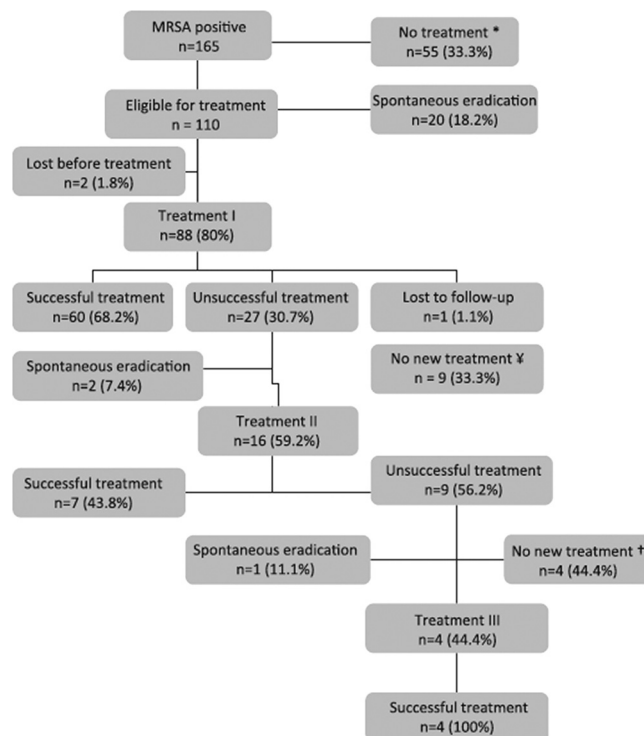 MRSA positive
n=165
No treatment *
n=55 (33.3%)
Eligible for treatment
n = 110
Spontaneous eradication
n=20 (18.2%)
Lost before treatment
n=2 (1.8%)
Treatment I
n=88 (80%)
Successful treatment
n=60 (68.2%)
Unsuccessful treatment
n=27 (30.7%)
Lost to follow-up
n=1 (1.1%)
Spontaneous eradication
n=2 (7.4%)
No new treatment ¥
n = 9 (33.3%)
Treatment II
n=16 (59.2%)
Successful treatment
n=7 (43.8%)
Unsuccessful treatment
n=9 (56.2%)
Spontaneous eradication
n=1 (11.1%)
No new treatment †
n=4 (44.4%)
Treatment III
n=4 (44.4%)
Successful treatment
n=4 (100%)